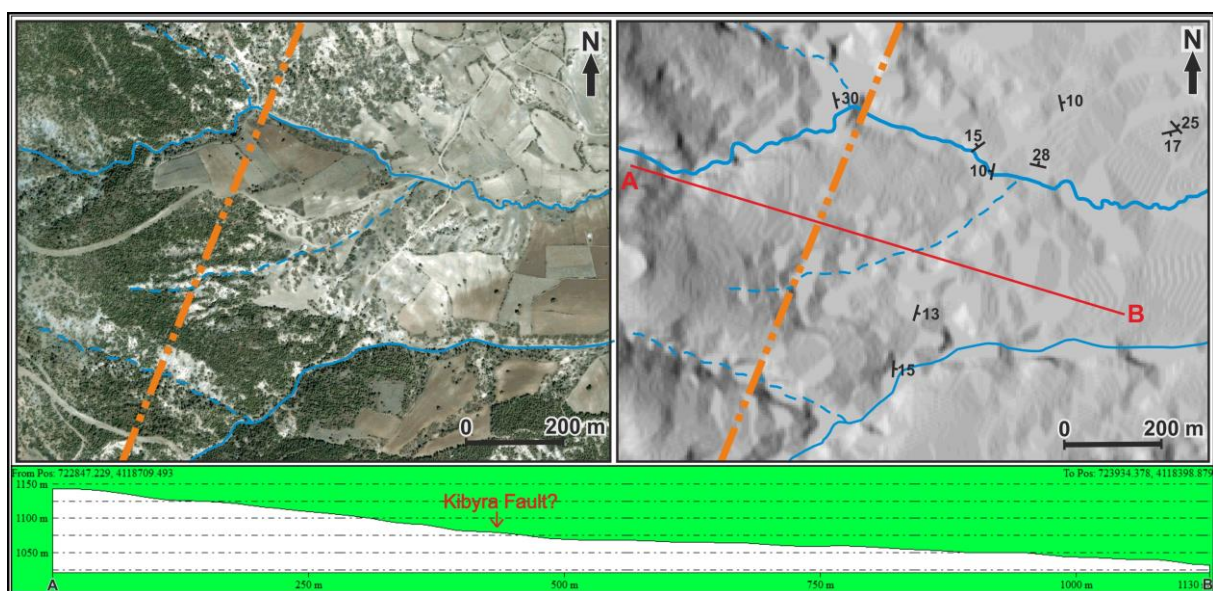 N
0 200 m
N
30
10
25
17
15
28
10
A
B
13
15
0 200 m
From Pos: 722847.229, 4118709.493
To Pos: 723934.378, 4118398.879
1150 m
Kibyra Fault?
1100 m
1050 m
A
250 m
500 m
750 m
1000 m
1130 B